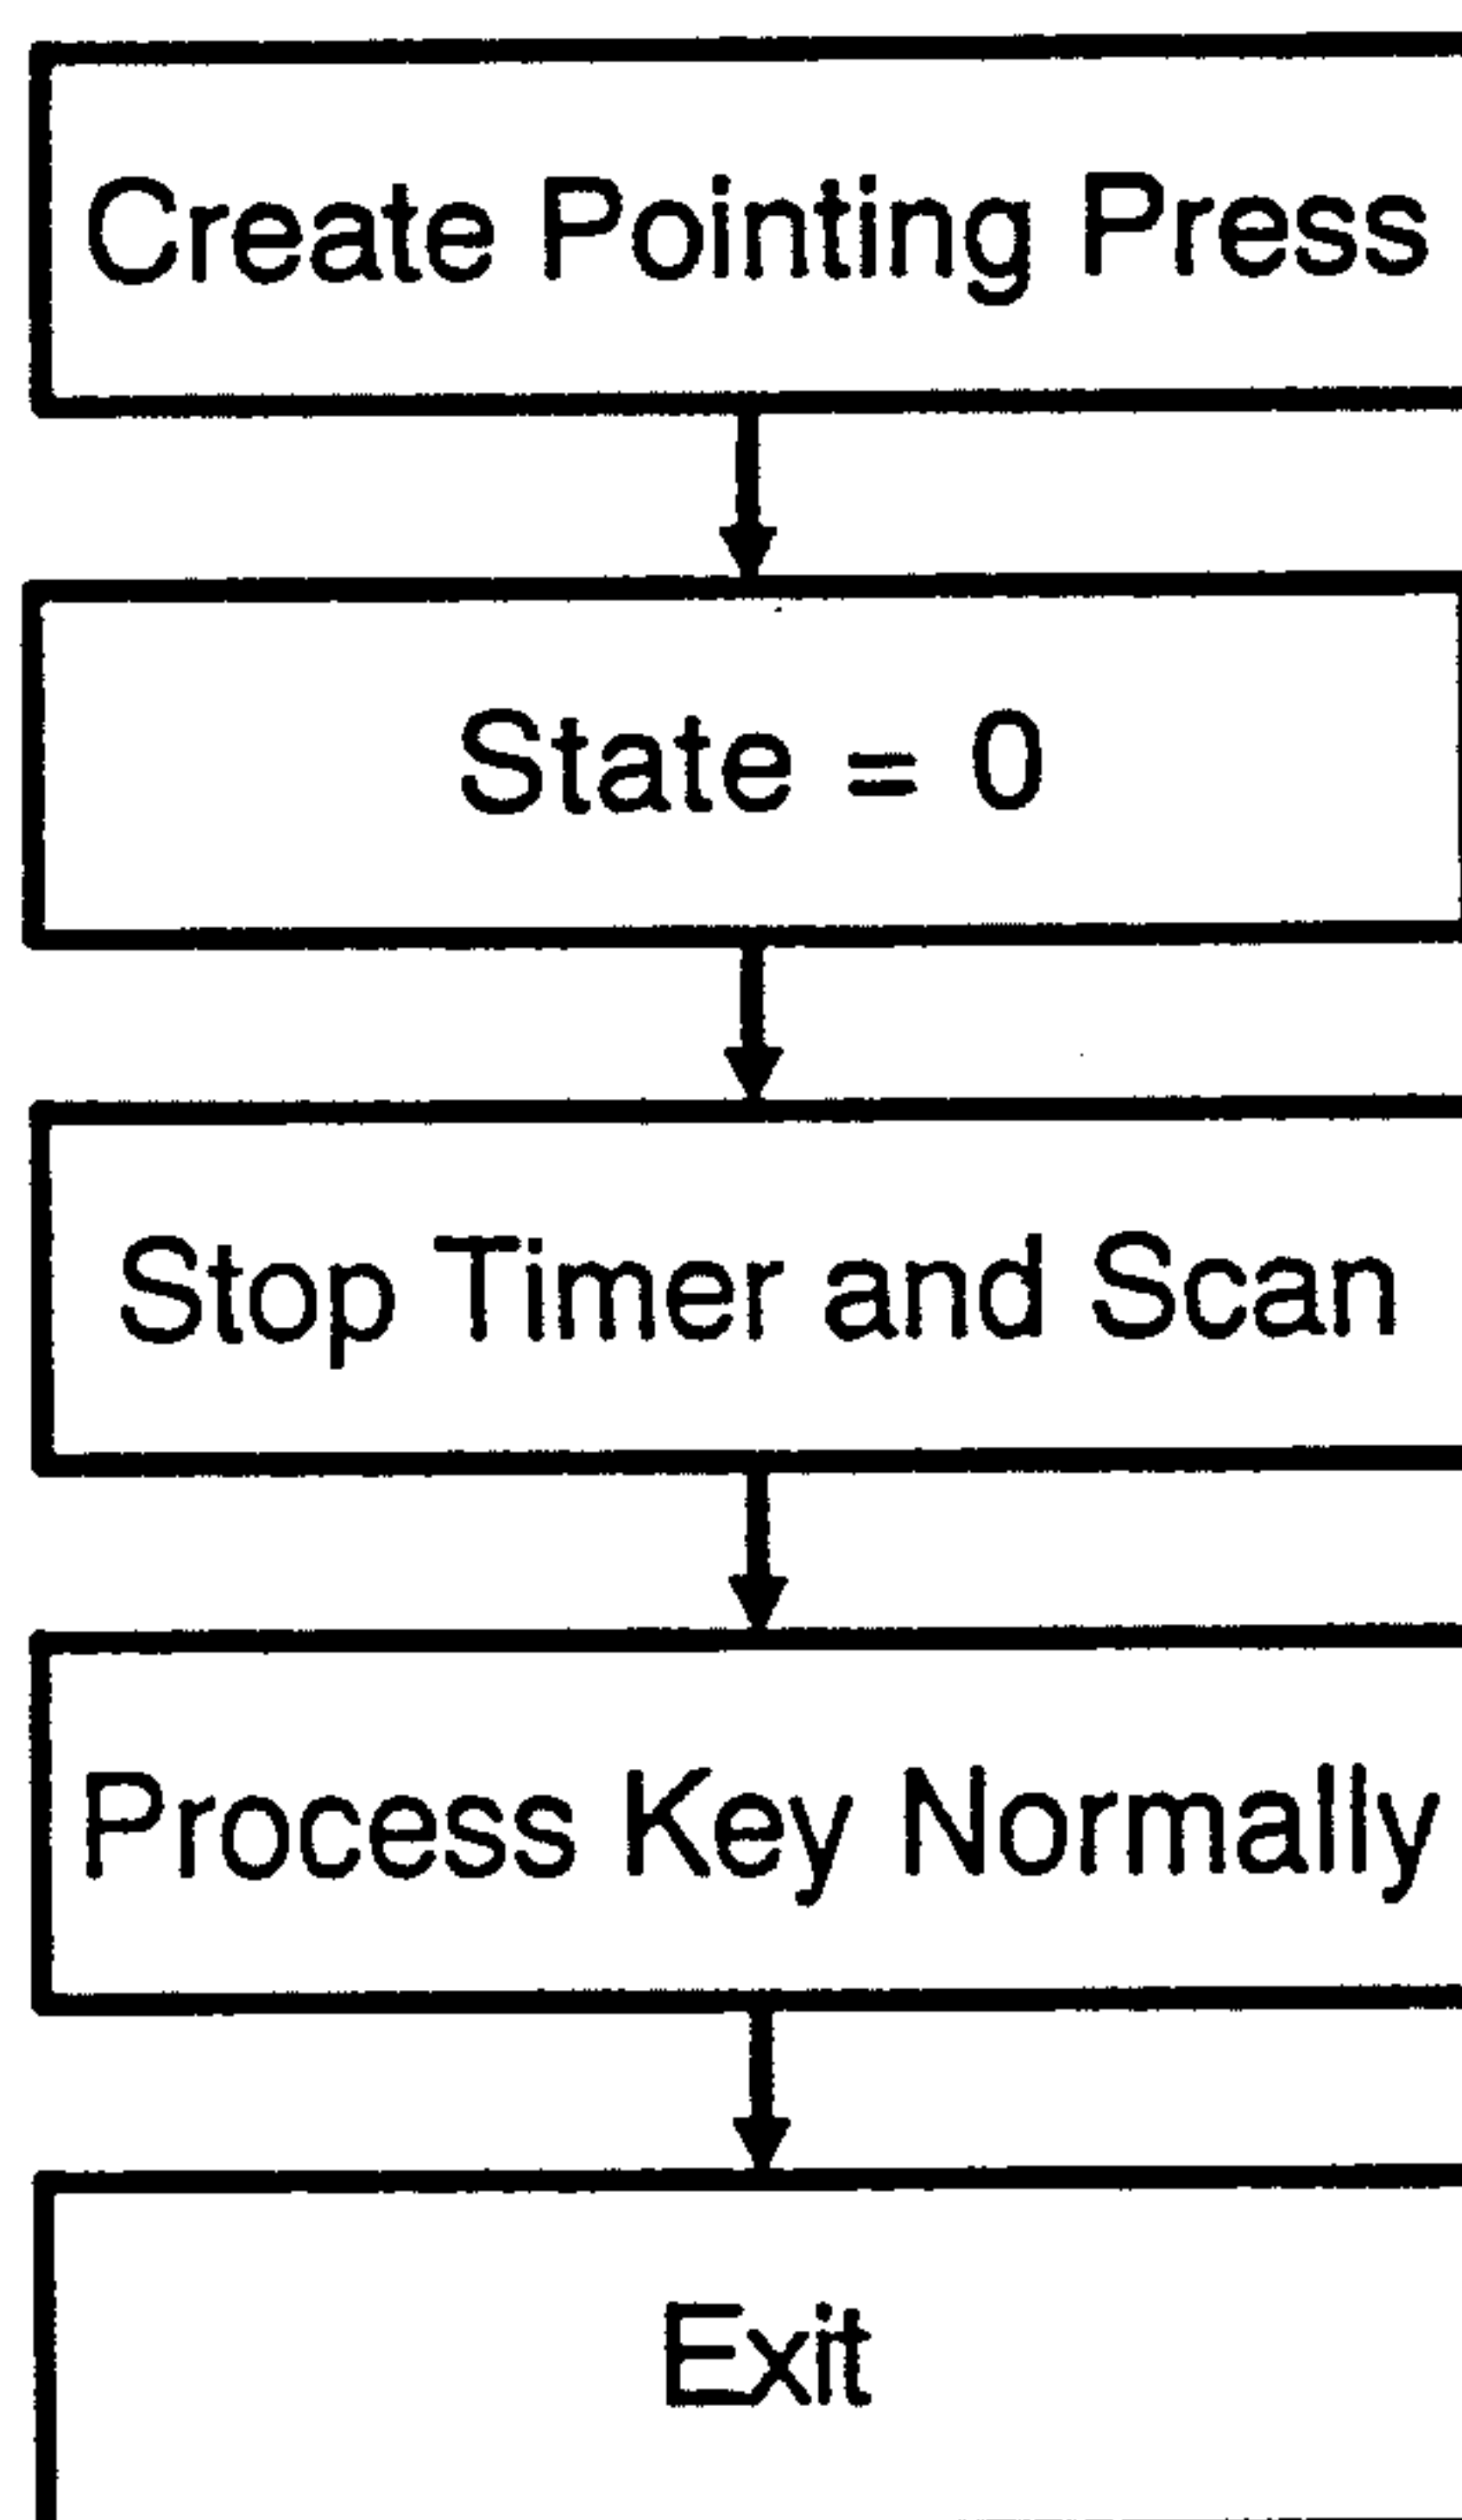 Create Pointing Press
State = 0
Stop Timer and Scan
Process Key Normally
Exit